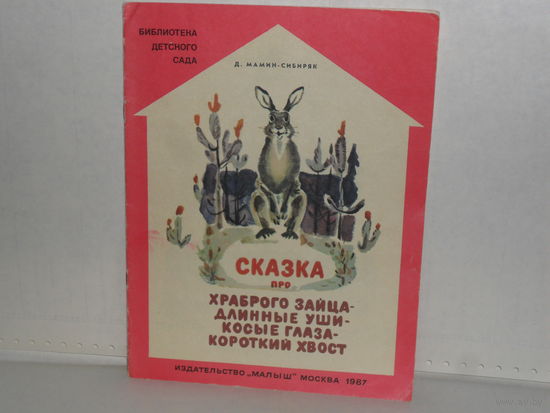 БИБЛИОТЕКА
ДЕТСКОГО
САДА
Д. МАМИН-СИБИРЯК
СКАЗКА
ПРО
ХРАБРОГО ЗАЙЦА-
ДЛИННЫЕ УШИ-
КОСЫЕ ГЛАЗА-
КОРОТКИЙ ХВОСТ
ИЗДАТЕЛЬСТВО „МАЛЫШ" МОСКВА 1967